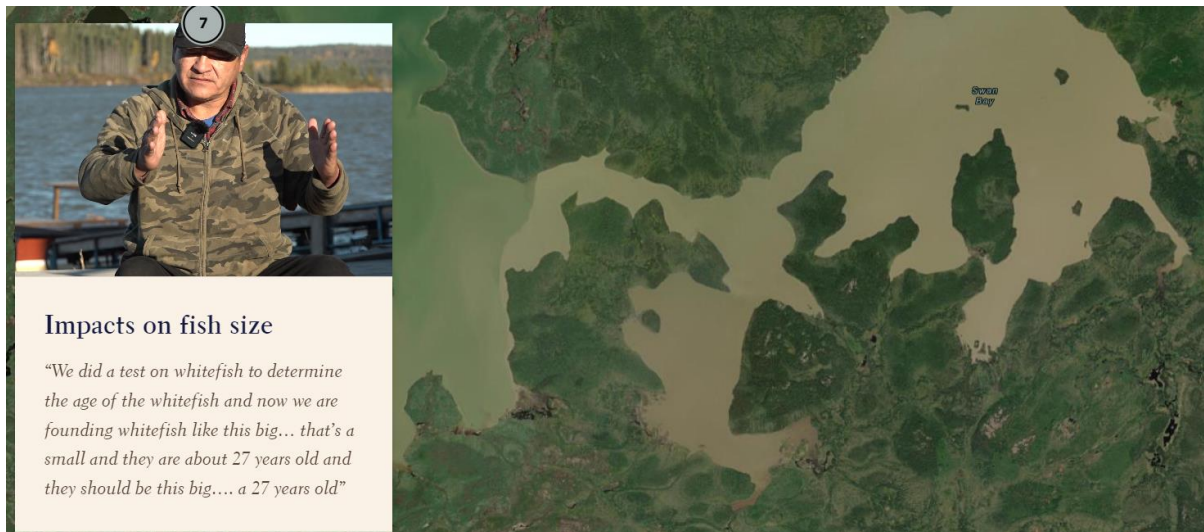 7
Impacts on fish size
“We did a test on whitefish to determine
the age of the whitefish and now we are
founding whitefish like this big... that’s a
small and they are about 27 years old and
they should be this big.... a 27 years old”
Swan
Bay